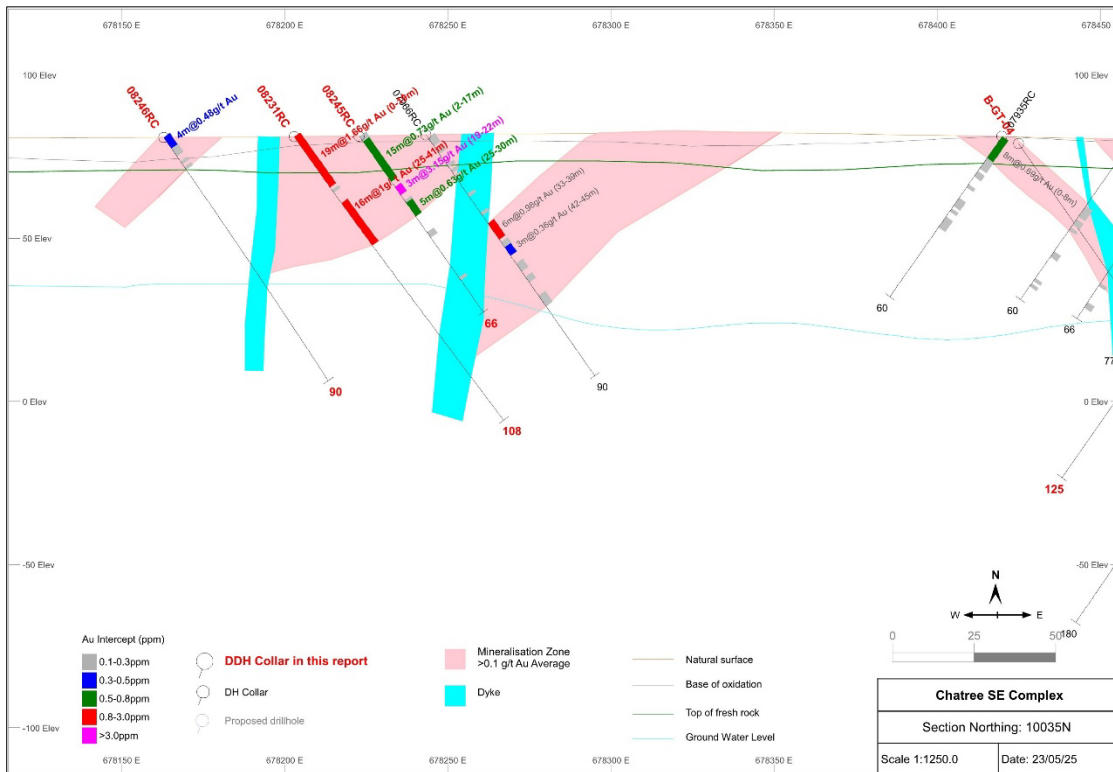 678150 E 678200 E 678250 E 678300 E 678350 E 678400 E 678450
100 Elev 100 Elev
08246RC
4m@0.48g/t Au
08231RC
19m@1.66g/t Au
16m@1g/t Au (25-41m)
08245RC
15m@0.73g/t Au (2-17m)
3m@3.15g/t Au (19-22m)
5m@0.63g/t Au (25-30m)
6m@0.98g/t Au (33-39m)
3m@0.36g/t Au (42-45m)
B-GT-04
07935RC
8m@0.69g/t Au (0-8m)
50 Elev 50 Elev
60 60
66 66
77
90 90
0 Elev 0 Elev
108
125
-50 Elev -50 Elev
180
N
W E
0 25 50
Au Intercept (ppm)
0.1-0.3ppm
0.3-0.5ppm
0.5-0.8ppm
0.8-3.0ppm
>3.0ppm
DDH Collar in this report
DH Collar
Proposed drillhole
Mineralisation Zone
>0.1 g/t Au Average
Dyke
Natural surface
Base of oxidation
Top of fresh rock
Ground Water Level
Chatree SE Complex
Section Northing: 10035N
Scale 1:1250.0 Date: 23/05/25
-100 Elev -100 Elev
678150 E 678200 E 678250 E 678300 E 678350 E